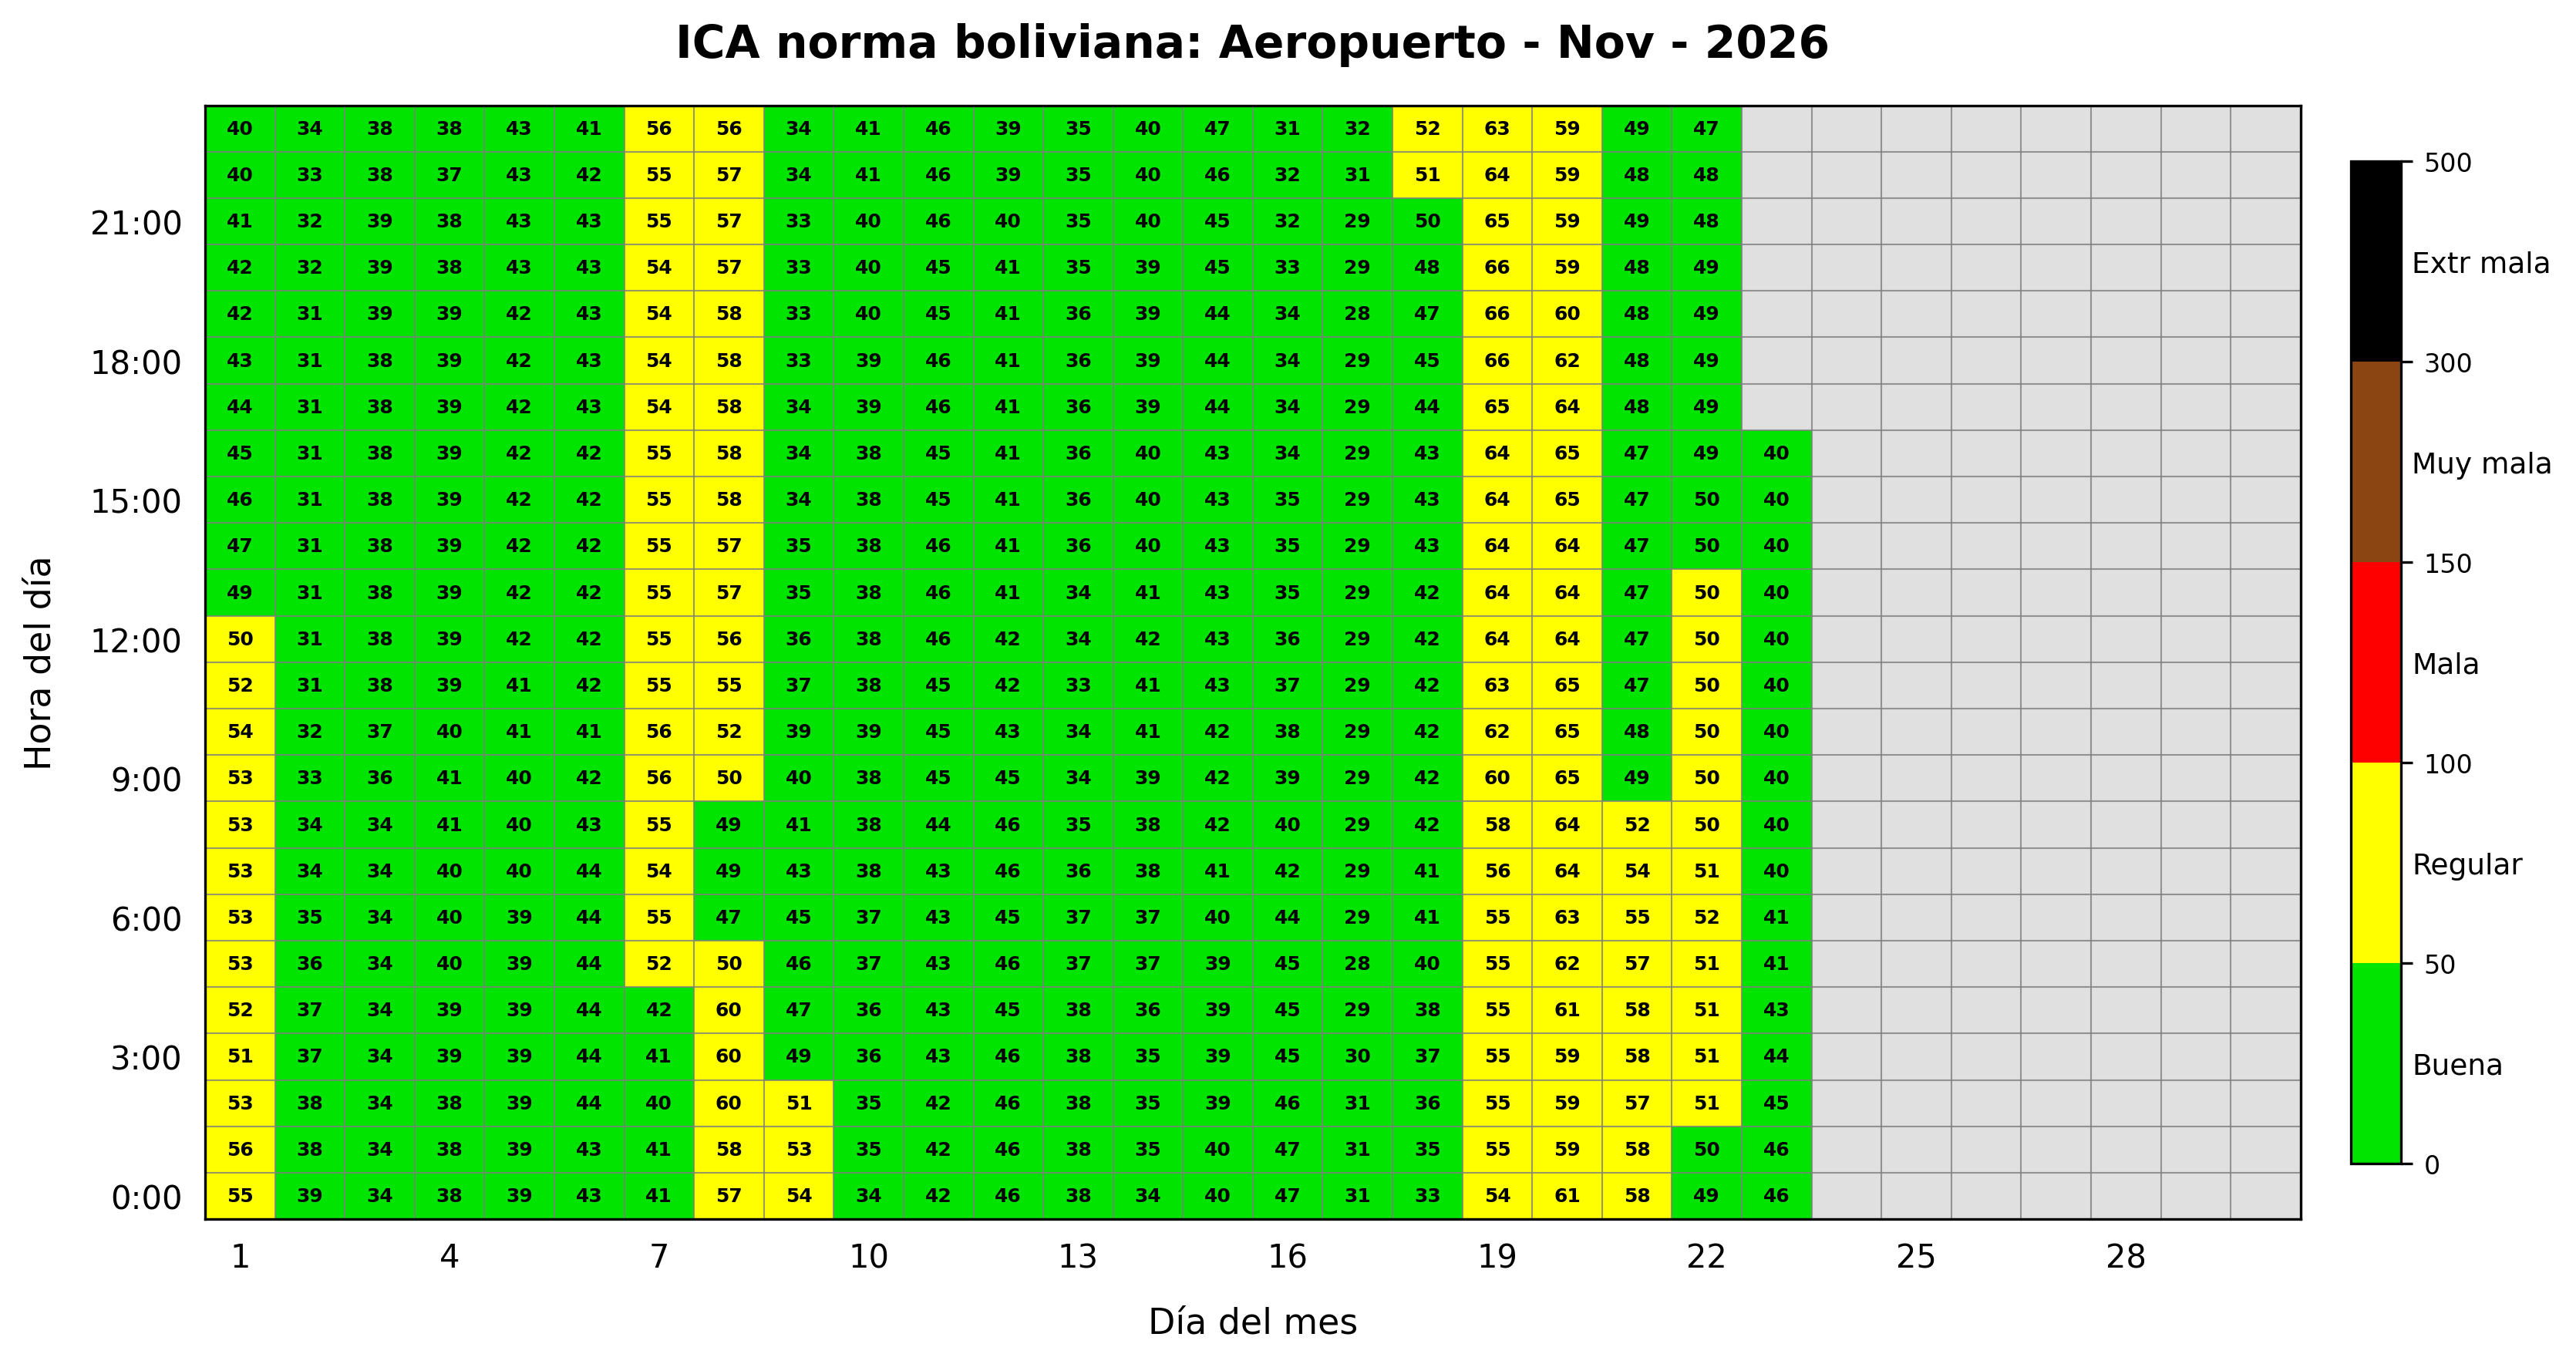 ICA norma boliviana: Aeropuerto - Nov - 2026
40 34 38 38 43 41 56 56 34 41 46 39 35 40 47 31 32 52 63 59 49 47
40 33 38 37 43 42 55 57 34 41 46 39 35 40 46 32 31 51 64 59 48 48
21:00 41 32 39 38 43 43 55 57 33 40 46 40 35 40 45 32 29 50 65 59 49 48
42 32 39 38 43 43 54 57 33 40 45 41 35 39 45 33 29 48 66 59 48 49
42 31 39 39 42 43 54 58 33 40 45 41 36 39 44 34 28 47 66 60 48 49
18:00 43 31 38 39 42 43 54 58 33 39 46 41 36 39 44 34 29 45 66 62 48 49
44 31 38 39 42 43 54 58 34 39 46 41 36 39 44 34 29 44 65 64 48 49
45 31 38 39 42 42 55 58 34 38 45 41 36 40 43 34 29 43 64 65 47 49 40
15:00 46 31 38 39 42 42 55 58 34 38 45 41 36 40 43 35 29 43 64 65 47 50 40
47 31 38 39 42 42 55 57 35 38 46 41 36 40 43 35 29 43 64 64 47 50 40
49 31 38 39 42 42 55 57 35 38 46 41 34 41 43 35 29 42 64 64 47 50 40
12:00 50 31 38 39 42 42 55 56 36 38 46 42 34 42 43 36 29 42 64 64 47 50 40
52 31 38 39 41 42 55 55 37 38 45 42 33 41 43 37 29 42 63 65 47 50 40
54 32 37 40 41 41 56 52 39 39 45 43 34 41 42 38 29 42 62 65 48 50 40
9:00 53 33 36 41 40 42 56 50 40 38 45 45 34 39 42 39 29 42 60 65 49 50 40
53 34 34 41 40 43 55 49 41 38 44 46 35 38 42 40 29 42 58 64 52 50 40
53 34 34 40 40 44 54 49 43 38 43 46 36 38 41 42 29 41 56 64 54 51 40
6:00 53 35 34 40 39 44 55 47 45 37 43 45 37 37 40 44 29 41 55 63 55 52 41
53 36 34 40 39 44 52 50 46 37 43 46 37 37 39 45 28 40 55 62 57 51 41
52 37 34 39 39 44 42 60 47 36 43 45 38 36 39 45 29 38 55 61 58 51 43
3:00 51 37 34 39 39 44 41 60 49 36 43 46 38 35 39 45 30 37 55 59 58 51 44
53 38 34 38 39 44 40 60 51 35 42 46 38 35 39 46 31 36 55 59 57 51 45
56 38 34 38 39 43 41 58 53 35 42 46 38 35 40 47 31 35 55 59 58 50 46
0:00 55 39 34 38 39 43 41 57 54 34 42 46 38 34 40 47 31 33 54 61 58 49 46
1 4 7 10 13 16 19 22 25 28
Día del mes
Hora del día
500
Extr mala
300
Muy mala
150
Mala
100
Regular
50
Buena
0